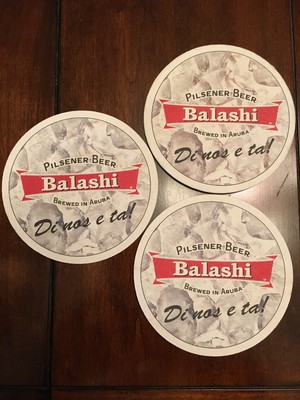 PILSENER BEER
Balashi
BREWED IN ARUBA
Di nos e ta!
PILSENER BEER
Balashi
BREWED IN ARUBA
Di nos e ta!
PILSENER BEER
Balashi
BREWED IN ARUBA
Di nos e ta!